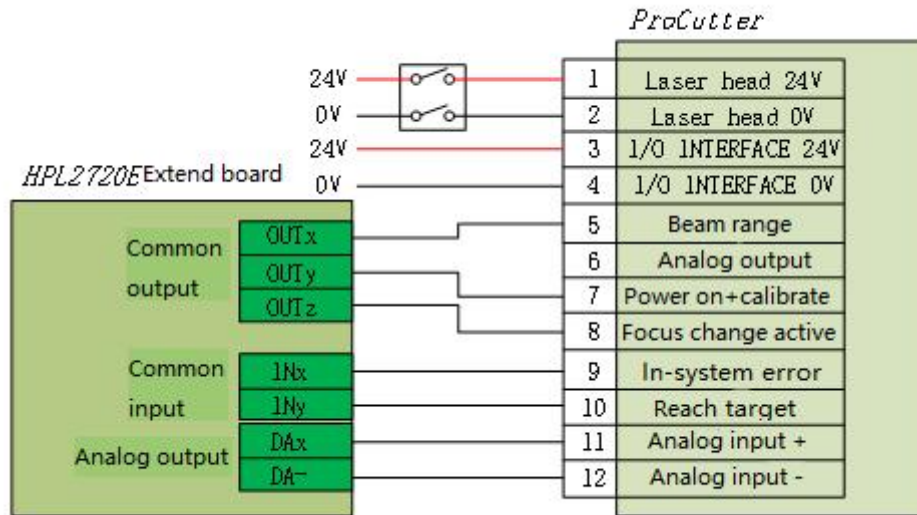 ProCutter
24V 1 Laser head 24V
0V 2 Laser head 0V
24V 3 1/O 1NTERFACE 24V
HPL2720E Extend board 0V 4 1/O 1NTERFACE 0V
OUTx 5 Beam range
Common output
6 Analog output
OUTy 7 Power on+calibrate
OUTz 8 Focus change active
Common input
1Nx 9 In-system error
1Ny 10 Reach target
Analog output
DAx 11 Analog input +
DA- 12 Analog input -